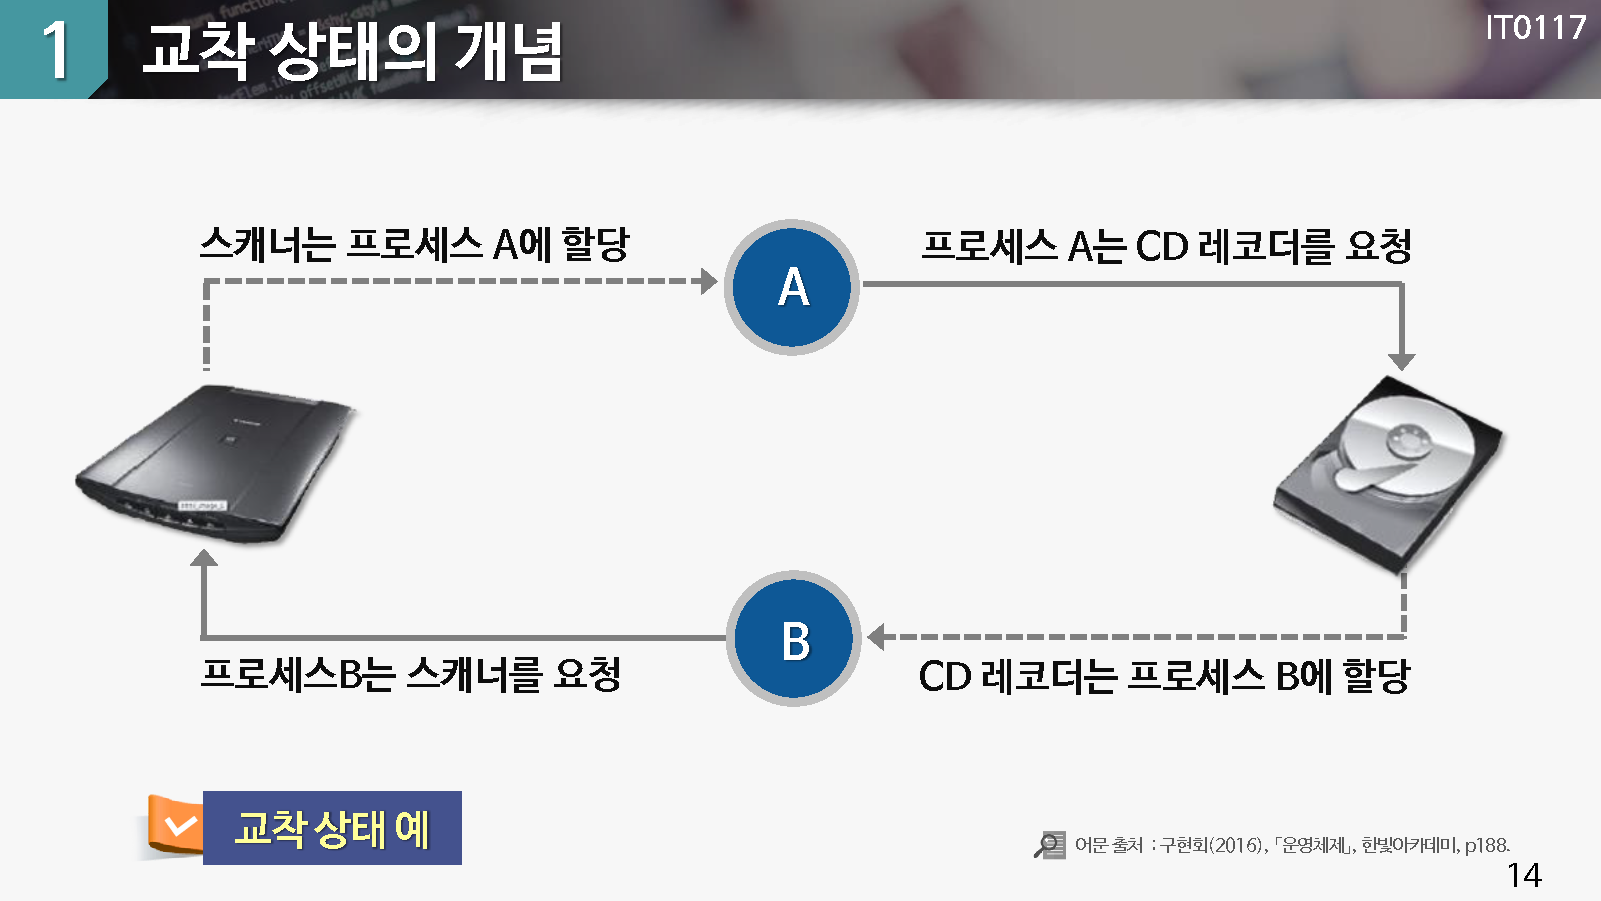 1 교착 상태의 개념
IT0117
스캐너는 프로세스 A에 할당
프로세스 A는 CD 레코더를 요청
A
B
프로세스B는 스캐너를 요청
CD 레코더는 프로세스 B에 할당
교착 상태 예
어문 출처 : 구현회(2016), 「운영체제」, 한빛아카데미, p188.
14